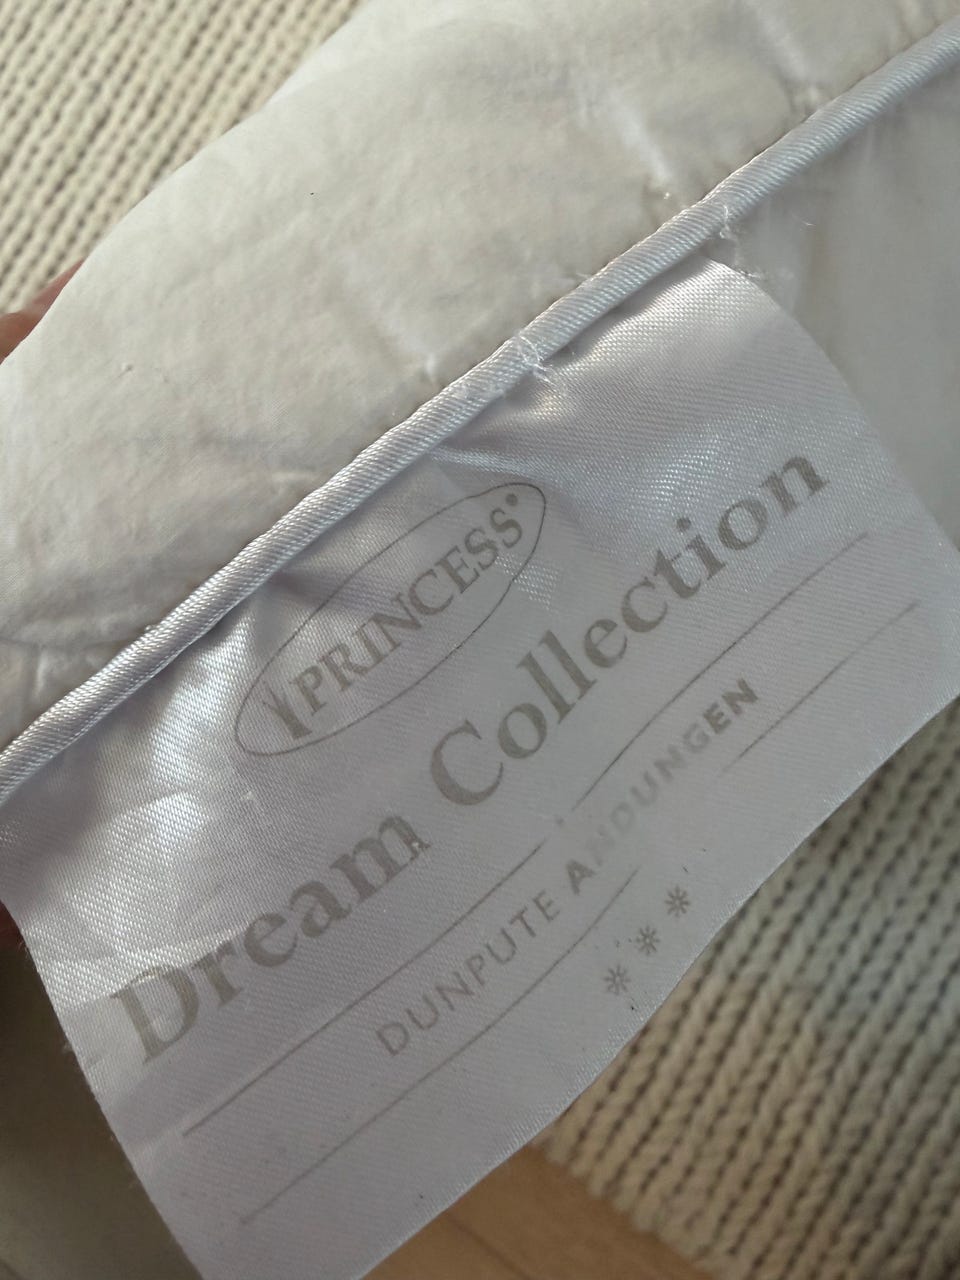 PRINCESS
Dream Collection
DUNPUTE ANDUNGEN
***